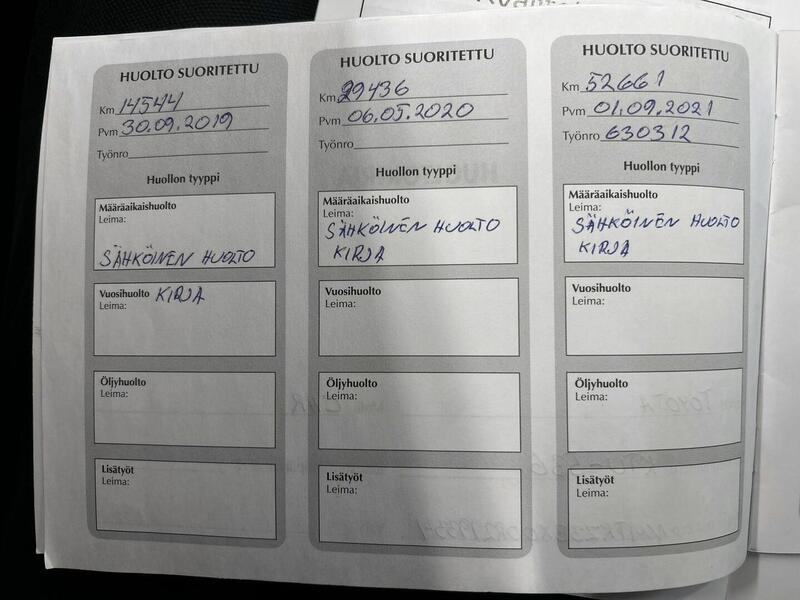 HUOLTO SUORITETTU
Km 14544
Pvm 30.09.2019
Työnro
Huollon tyyppi
Määräaikaishuolto
Leima:
SÄHKÖINEN HUOLTO
Vuosihuolto KIRJA
Leima:
Öljyhuolto
Leima:
Lisätyöt
Leima:
HUOLTO SUORITETTU
Km 29436
Pvm 06.05.2020
Työnro
Huollon tyyppi
Määräaikaishuolto
Leima:
SÄHKÖINEN HUOLTO
KIRJA
Vuosihuolto
Leima:
Öljyhuolto
Leima:
Lisätyöt
Leima:
HUOLTO SUORITETTU
Km 52661
Pvm 01.09.2021
Työnro 630312
Huollon tyyppi
Määräaikaishuolto
Leima:
SÄHKÖINEN HUOLTO
KIRJA
Vuosihuolto
Leima:
Öljyhuolto
Leima:
Lisätyöt
Leima:
TOYOTA